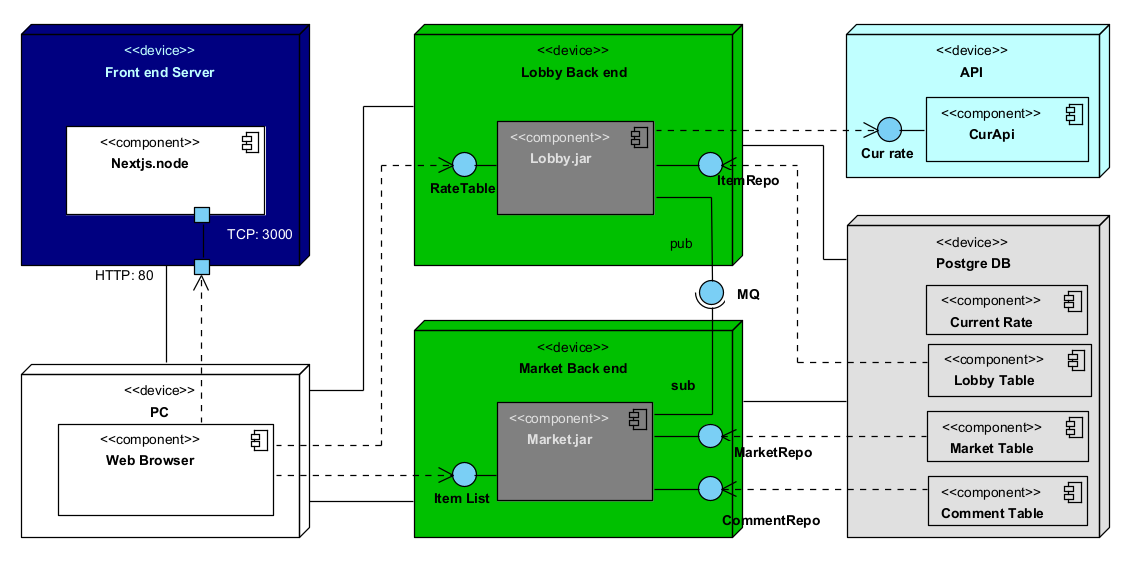 <<device>>
Front end Server
<<component>>
Nextjs.node
TCP: 3000
HTTP: 80
<<device>>
PC
<<component>>
Web Browser
<<device>>
Lobby Back end
<<component>>
Lobby.jar
RateTable
ItemRepo
pub
MQ
<<device>>
Market Back end
sub
<<component>>
Market.jar
Item List
MarketRepo
CommentRepo
<<device>>
API
<<component>>
CurApi
Cur rate
<<device>>
Postgre DB
<<component>>
Current Rate
<<component>>
Lobby Table
<<component>>
Market Table
<<component>>
Comment Table